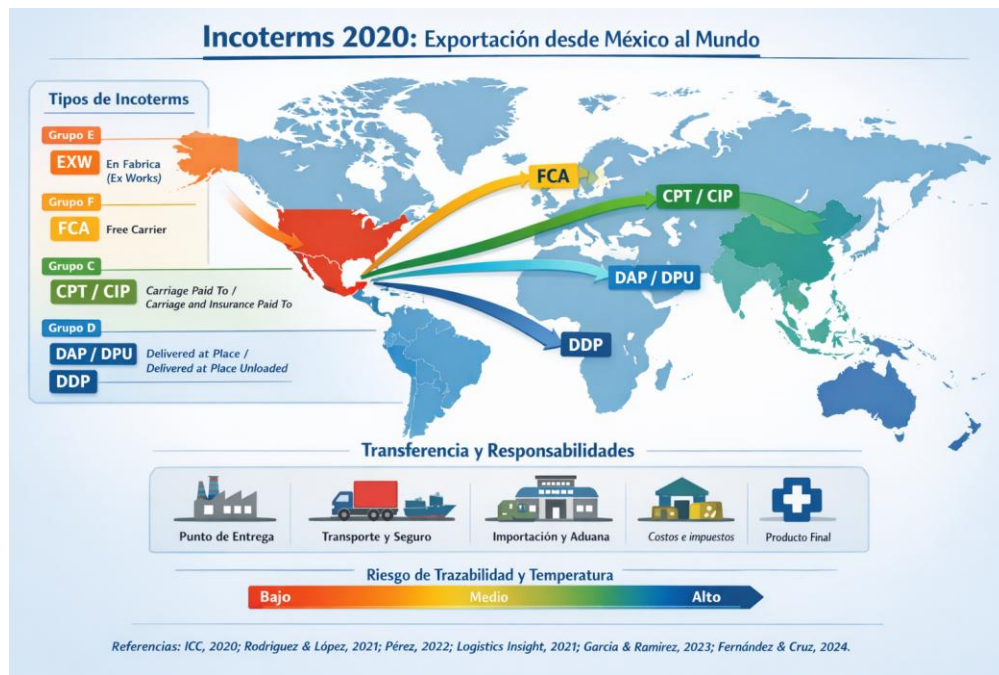 Incoterms 2020: Exportación desde México al Mundo
Tipos de Incoterms
Grupo E
EXW En Fabrica
(Ex Works)
Grupo F
FCA Free Carrier
Grupo C
CPT / CIP Carriage Paid To /
Carriage and Insurance Paid To
Grupo D
DAP / DPU Delivered at Place /
Delivered at Place Unloaded
DDP
FCA
CPT / CIP
DAP / DPU
DDP
Transferencia y Responsabilidades
Punto de Entrega
Transporte y Seguro
Importación y Aduana
Costos e impuestos
Producto Final
Riesgo de Trazabilidad y Temperatura
Bajo
Medio
Alto
Referencias: ICC, 2020; Rodriguez & López, 2021; Pérez, 2022; Logistics Insight, 2021; Garcia & Ramirez, 2023; Fernández & Cruz, 2024.